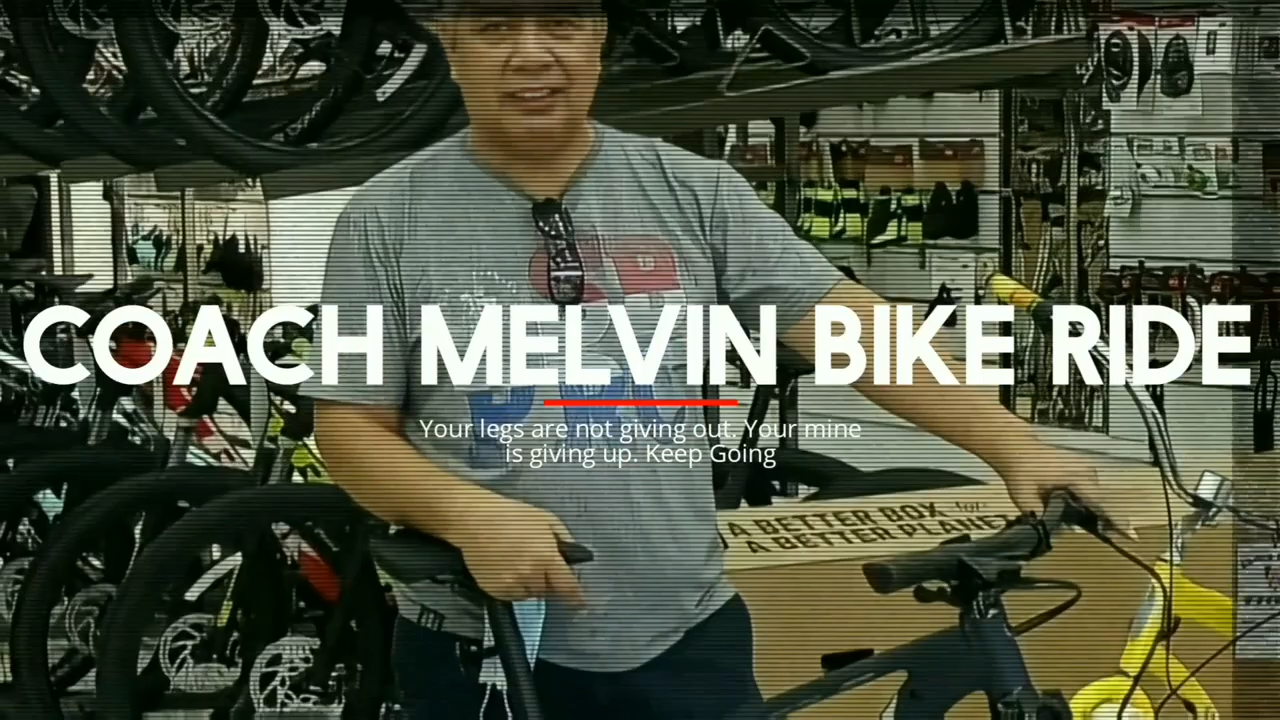 COACH MELVIN BIKE RIDE
Your legs are not giving out. Your mine
is giving up. Keep Going
A BETTER BOX for
A BETTER PLANET